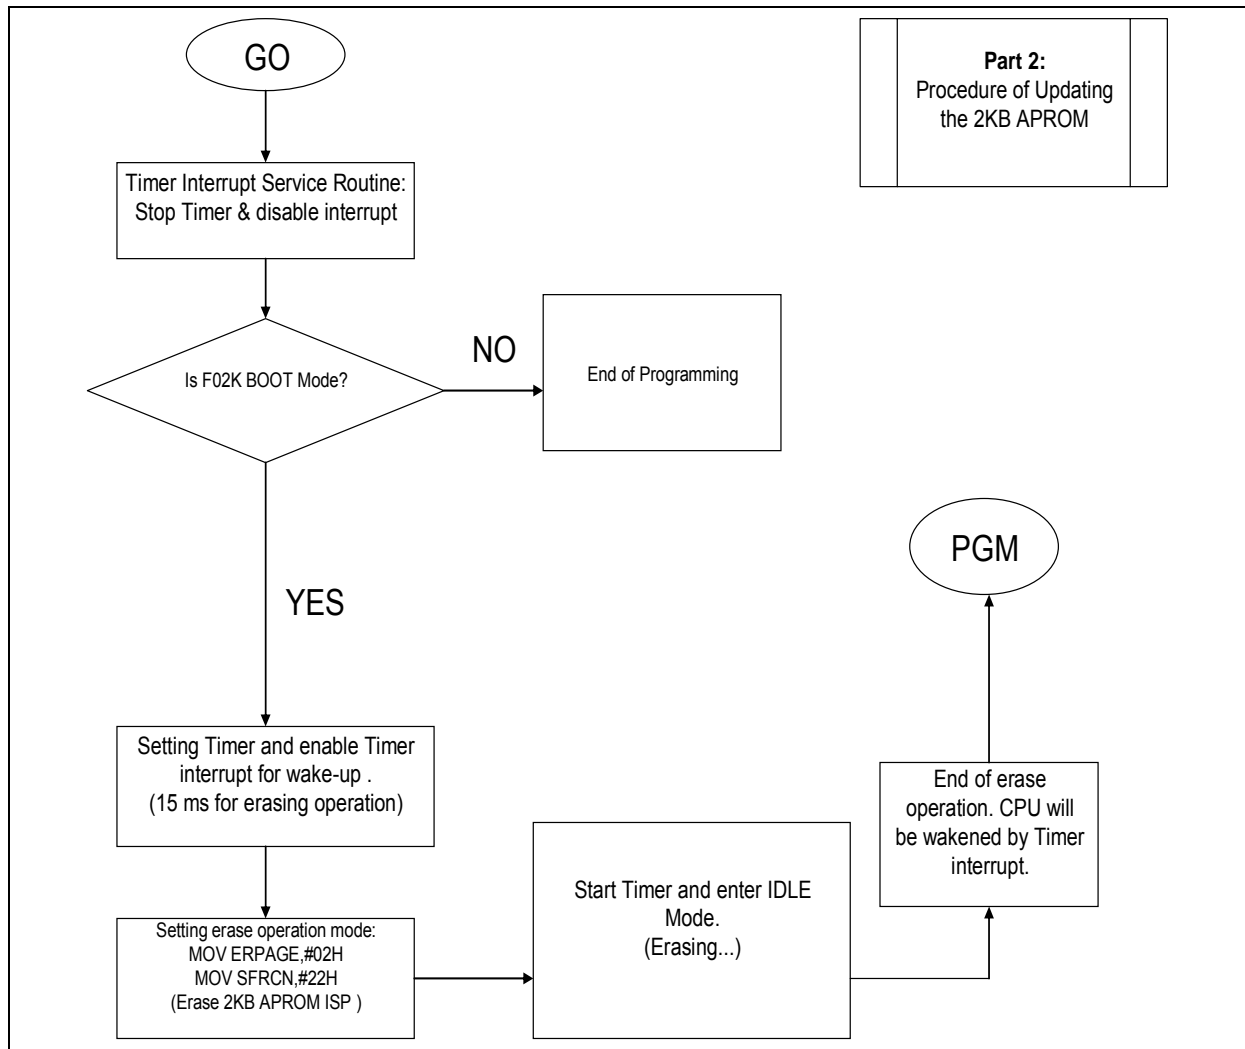 GO
Part 2:
Procedure of Updating
the 2KB APROM
Timer Interrupt Service Routine:
Stop Timer & disable interrupt
Is F02K BOOT Mode?
NO
End of Programming
YES
PGM
Setting Timer and enable Timer
interrupt for wake-up .
(15 ms for erasing operation)
End of erase
operation. CPU will
be wakened by Timer
interrupt.
Setting erase operation mode:
MOV ERPAGE,#02H
MOV SFRCN,#22H
(Erase 2KB APROM ISP )
Start Timer and enter IDLE
Mode.
(Erasing...)